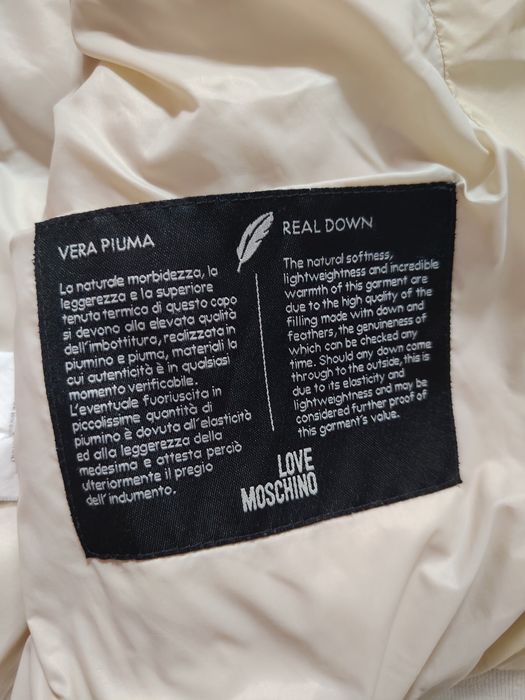 VERA PIUMA
La naturale morbidezza, la
leggerezza e la superiore
tenuta termica di questo capo
si devono alla elevata qualità
dell'imbottitura, realizzata in
piumino e piuma, materiali la
cui autenticità è in qualsiasi
momento verificabile.
L'eventuale fuoriuscita in
piccolissime quantità di
piumino è dovuta all'elasticità
ed alla leggerezza della
medesima e attesta perciò
ulteriormente il pregio
dell'indumento.
REAL DOWN
The natural softness,
lightweightness and incredible
warmth of this garment are
due to the high quality of the
filling made with down and
feathers, the genuineness of
which can be checked any
time. Should any down come
through to the outside, this is
due to its elasticity and
lightweightness and may be
considered further proof of
this garment's value.
LOVE
MOSCHINO